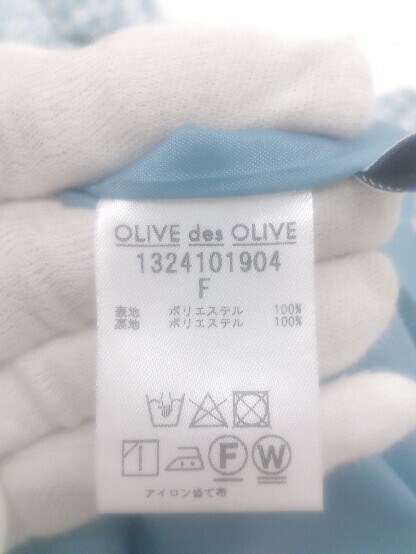 OLIVE des OLIVE
1324101904
F
表地 ポリエステル 100%
裏地 ポリエステル 100%
F W
アイロン当て布